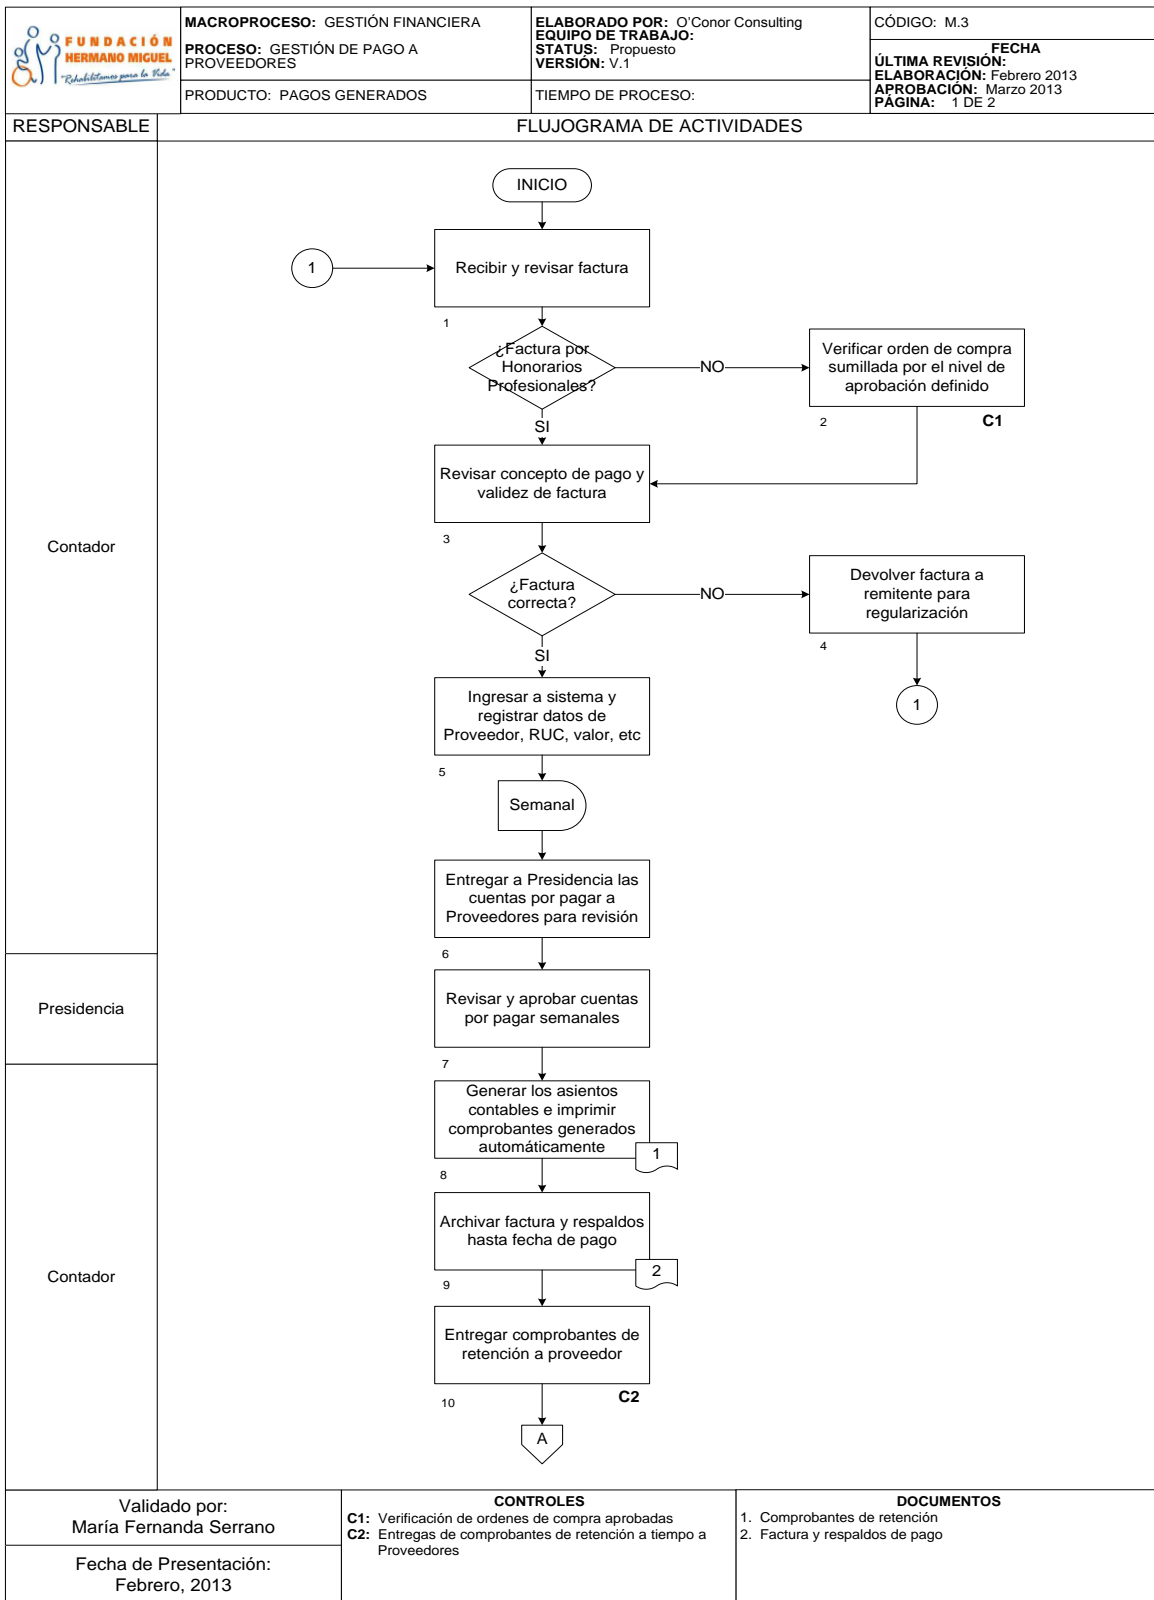 FUNDACIÓN
HERMANO MIGUEL
"Rehabilitamos para la Vida"
MACROPROCESO: GESTIÓN FINANCIERA
PROCESO: GESTIÓN DE PAGO A
PROVEEDORES
PRODUCTO: PAGOS GENERADOS
ELABORADO POR: O'Conor Consulting
EQUIPO DE TRABAJO:
STATUS: Propuesto
VERSIÓN: V.1
TIEMPO DE PROCESO:
CÓDIGO: M.3
FECHA
ÚLTIMA REVISIÓN:
ELABORACIÓN: Febrero 2013
APROBACIÓN: Marzo 2013
PÁGINA: 1 DE 2
RESPONSABLE
FLUJOGRAMA DE ACTIVIDADES
INICIO
1
Recibir y revisar factura
1
¿Factura por
Honorarios
Profesionales?
NO
Verificar orden de compra
sumillada por el nivel de
aprobación definido
2
C1
SI
Revisar concepto de pago y
validez de factura
3
Contador
¿Factura
correcta?
NO
Devolver factura a
remitente para
regularización
4
1
SI
Ingresar a sistema y
registrar datos de
Proveedor, RUC, valor, etc
5
Semanal
Entregar a Presidencia las
cuentas por pagar a
Proveedores para revisión
6
Presidencia
Revisar y aprobar cuentas
por pagar semanales
7
Generar los asientos
contables e imprimir
comprobantes generados
automáticamente
1
8
Archivar factura y respaldos
hasta fecha de pago
2
9
Contador
Entregar comprobantes de
retención a proveedor
10
C2
A
Validado por:
María Fernanda Serrano
Fecha de Presentación:
Febrero, 2013
CONTROLES
C1: Verificación de ordenes de compra aprobadas
C2: Entregas de comprobantes de retención a tiempo a
Proveedores
DOCUMENTOS
1. Comprobantes de retención
2. Factura y respaldos de pago